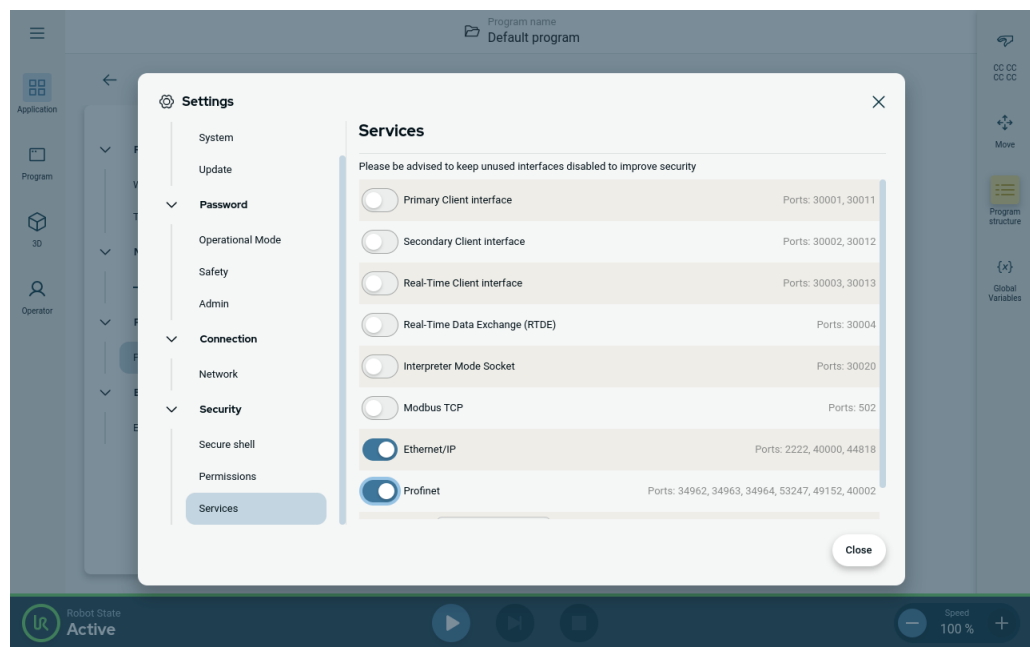 Program name
Default program
Application
Program
3D
Operator
CC CC
CC CC
Move
Program
structure
{x}
Global
Variables
Settings
System
Update
Password
Operational Mode
Safety
Admin
Connection
Network
Security
Secure shell
Permissions
Services
Services
Please be advised to keep unused interfaces disabled to improve security
Primary Client interface Ports: 30001, 30011
Secondary Client interface Ports: 30002, 30012
Real-Time Client interface Ports: 30003, 30013
Real-Time Data Exchange (RTDE) Ports: 30004
Interpreter Mode Socket Ports: 30020
Modbus TCP Ports: 502
Ethernet/IP Ports: 2222, 40000, 44818
Profinet Ports: 34962, 34963, 34964, 53247, 49152, 40002
Close
UR
Robot State
Active
Speed
100 %